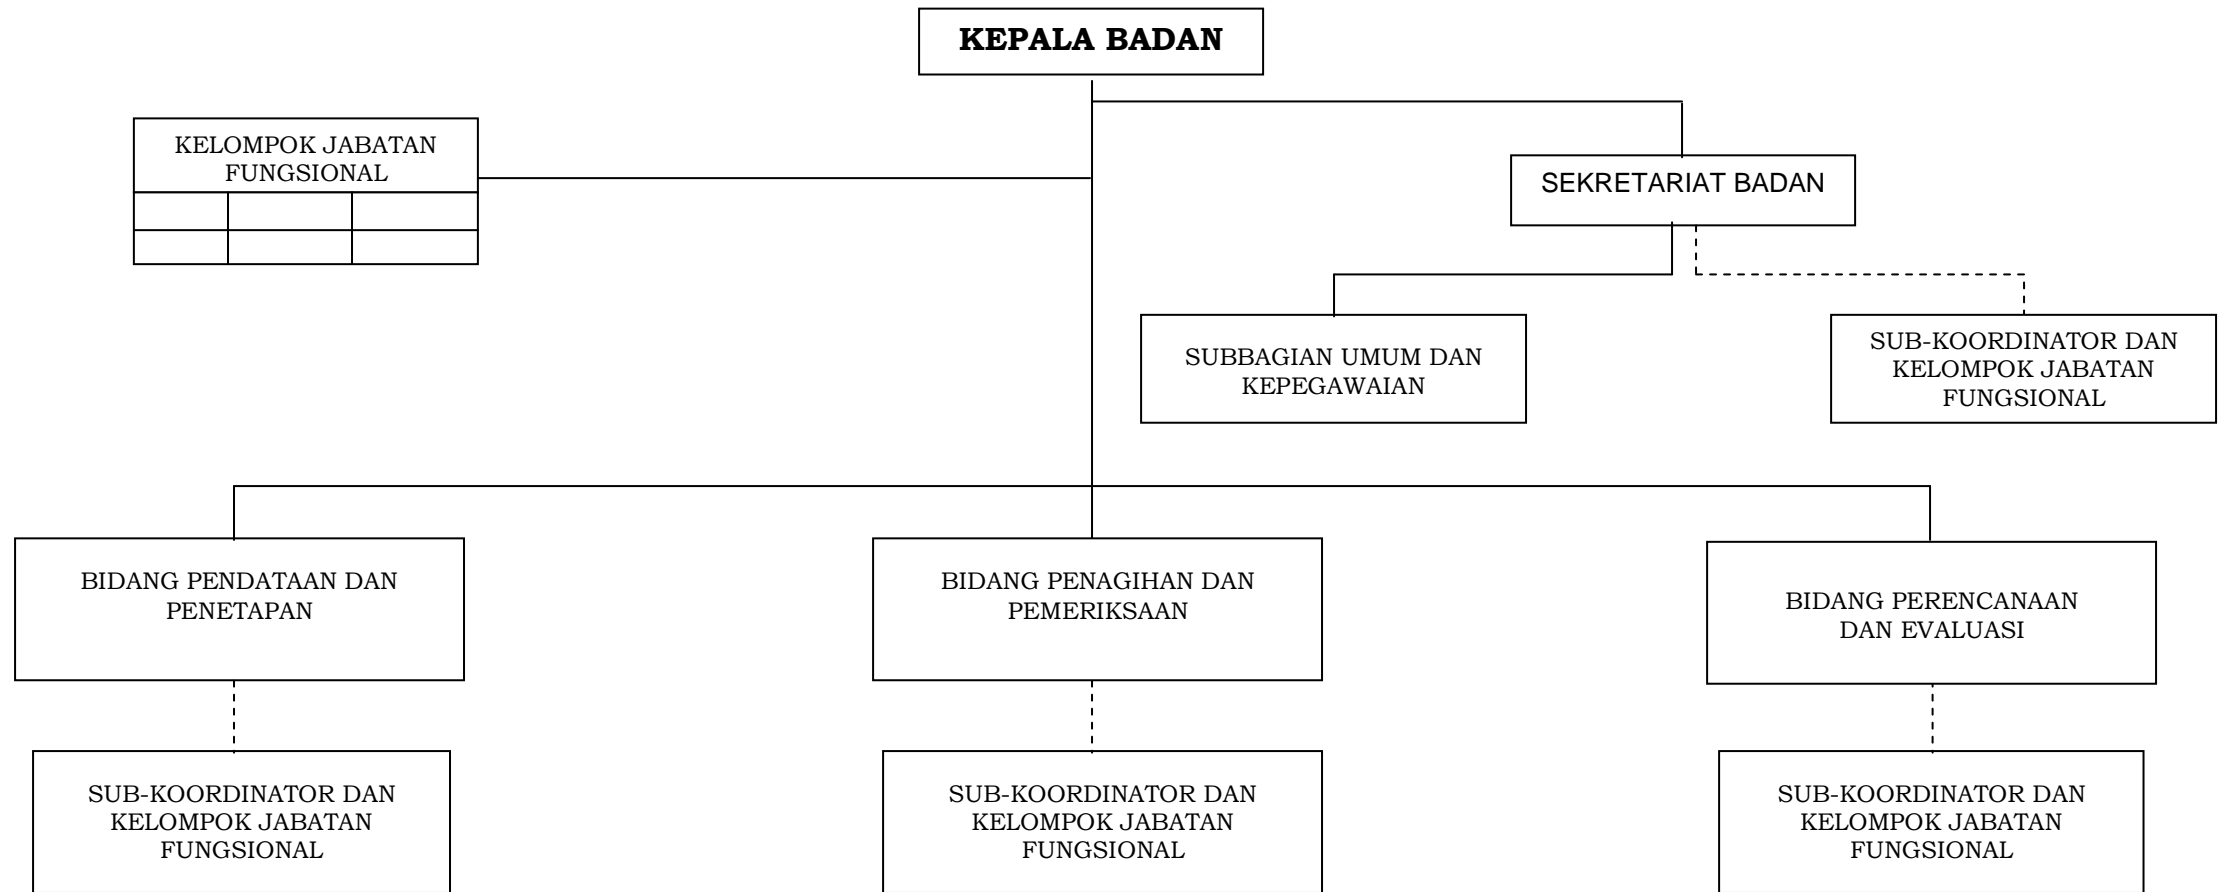 KEPALA BADAN
KELOMPOK JABATAN
FUNGSIONAL
SEKRETARIAT BADAN
SUBBAGIAN UMUM DAN
KEPEGAWAIAN
SUB-KOORDINATOR DAN
KELOMPOK JABATAN
FUNGSIONAL
BIDANG PENDATAAN DAN
PENETAPAN
BIDANG PENAGIHAN DAN
PEMERIKSAAN
BIDANG PERENCANAAN
DAN EVALUASI
SUB-KOORDINATOR DAN
KELOMPOK JABATAN
FUNGSIONAL
SUB-KOORDINATOR DAN
KELOMPOK JABATAN
FUNGSIONAL
SUB-KOORDINATOR DAN
KELOMPOK JABATAN
FUNGSIONAL